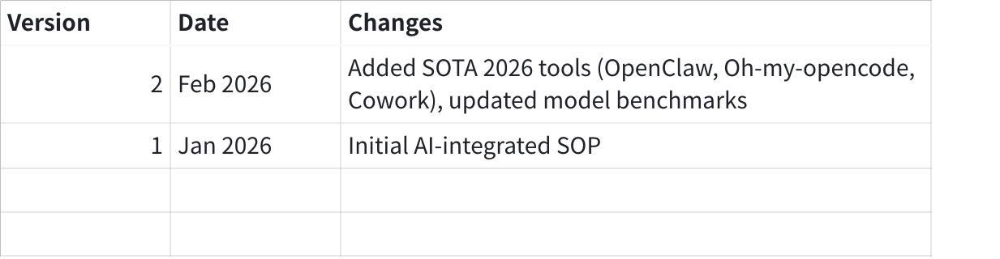 Version Date Changes
2 Feb 2026 Added SOTA 2026 tools (OpenClaw, Oh-my-opencode,
Cowork), updated model benchmarks
1 Jan 2026 Initial AI-integrated SOP